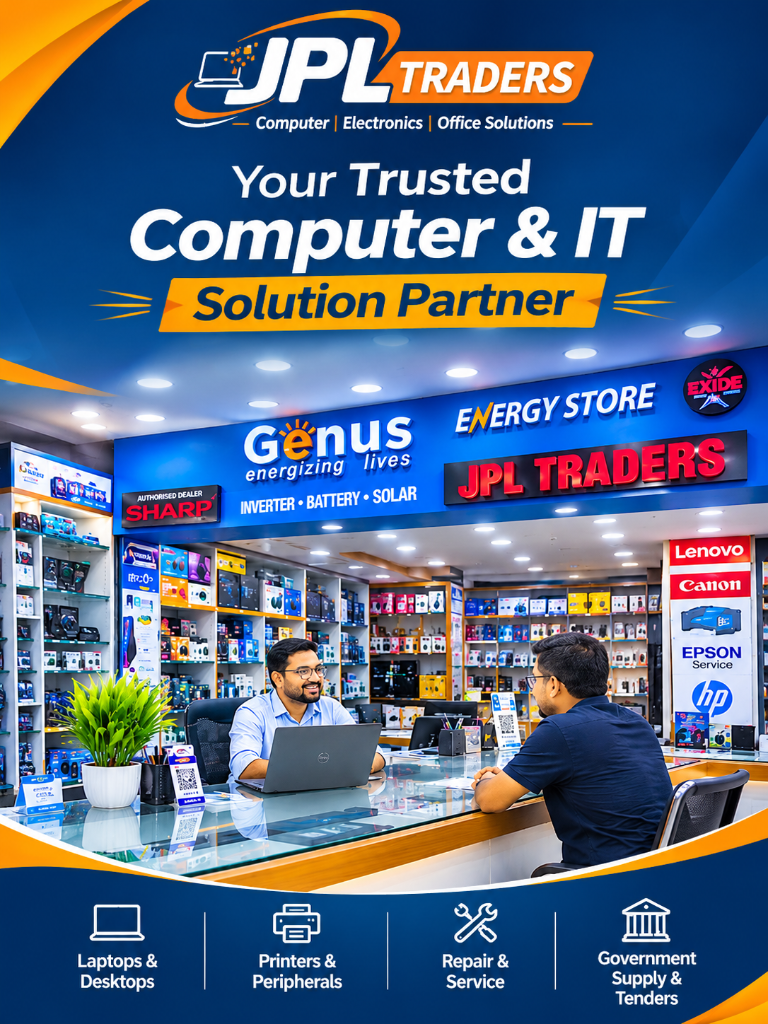 JPL TRADERS
Computer | Electronics | Office Solutions
Your Trusted
Computer & IT
Solution Partner
EXIDE
ENERGY STORE
Genus
energizing lives
JPL TRADERS
AUTHORISED DEALER
SHARP
INVERTER • BATTERY • SOLAR
Lenovo
Canon
EPSON
Service
hp
Laptops &
Desktops
Printers &
Peripherals
Repair &
Service
Government
Supply &
Tenders